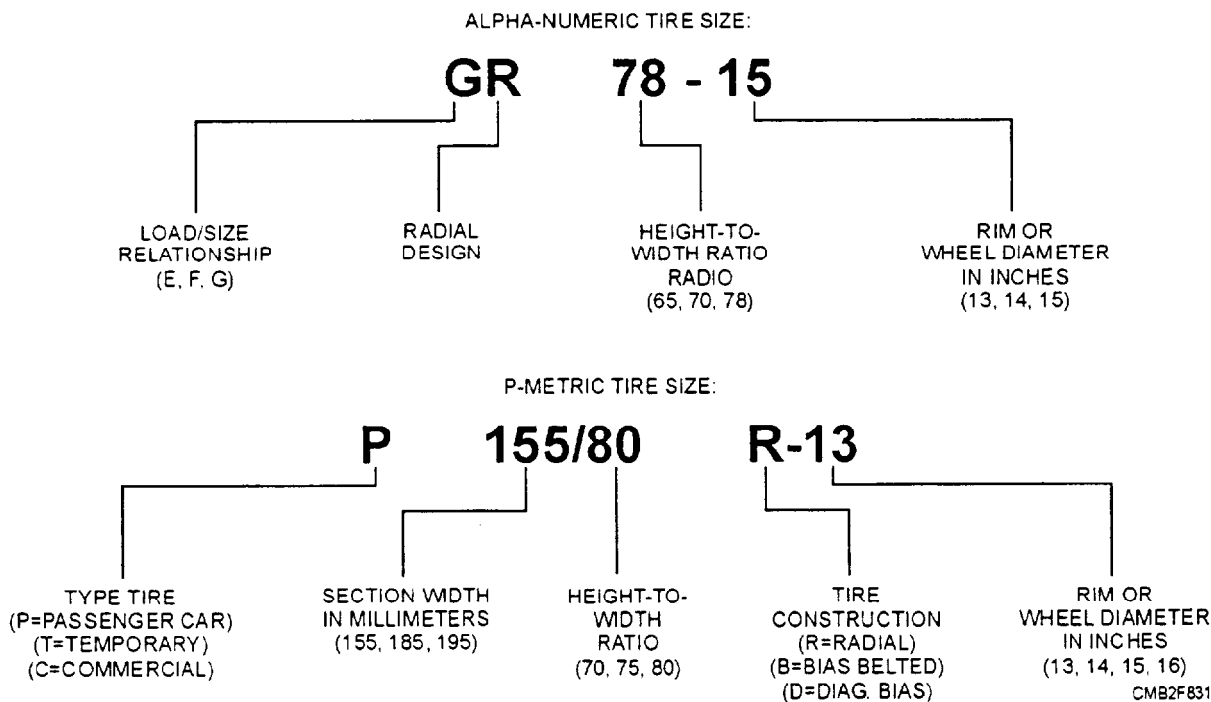 ALPHA-NUMERIC TIRE SIZE:
GR 78 - 15
LOAD/SIZE
RELATIONSHIP
(E, F, G)
RADIAL
DESIGN
HEIGHT-TO-
WIDTH RATIO
RADIO
(65, 70, 78)
RIM OR
WHEEL DIAMETER
IN INCHES
(13, 14, 15)
P-METRIC TIRE SIZE:
P 155/80 R-13
TYPE TIRE
(P=PASSENGER CAR)
(T=TEMPORARY)
(C=COMMERCIAL)
SECTION WIDTH
IN MILLIMETERS
(155, 185, 195)
HEIGHT-TO-
WIDTH
RATIO
(70, 75, 80)
TIRE
CONSTRUCTION
(R=RADIAL)
(B=BIAS BELTED)
(D=DIAG. BIAS)
RIM OR
WHEEL DIAMETER
IN INCHES
(13, 14, 15, 16)
CMB2F831